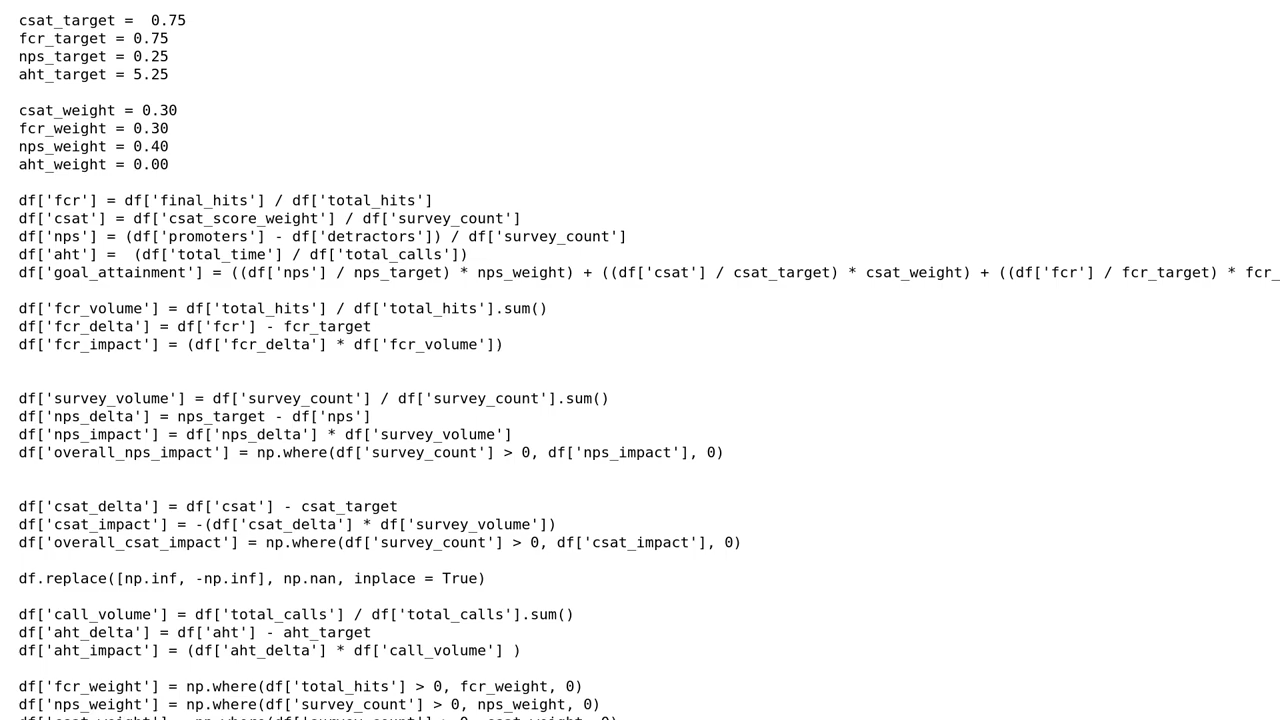 csat_target =  0.75
fcr_target = 0.75
nps_target = 0.25
aht_target = 5.25
csat_weight = 0.30
fcr_weight = 0.30
nps_weight = 0.40
aht_weight = 0.00
df['fcr'] = df['final_hits'] / df['total_hits']
df['csat'] = df['csat_score_weight'] / df['survey_count']
df['nps'] = (df['promoters'] - df['detractors']) / df['survey_count']
df['aht'] =  (df['total_time'] / df['total_calls'])
df['goal_attainment'] = ((df['nps'] / nps_target) * nps_weight) + ((df['csat'] / csat_target) * csat_weight) + ((df['fcr'] / fcr_target) * fcr_
df['fcr_volume'] = df['total_hits'] / df['total_hits'].sum()
df['fcr_delta'] = df['fcr'] - fcr_target
df['fcr_impact'] = (df['fcr_delta'] * df['fcr_volume'])
df['survey_volume'] = df['survey_count'] / df['survey_count'].sum()
df['nps_delta'] = nps_target - df['nps']
df['nps_impact'] = df['nps_delta'] * df['survey_volume']
df['overall_nps_impact'] = np.where(df['survey_count'] > 0, df['nps_impact'], 0)
df['csat_delta'] = df['csat'] - csat_target
df['csat_impact'] = -(df['csat_delta'] * df['survey_volume'])
df['overall_csat_impact'] = np.where(df['survey_count'] > 0, df['csat_impact'], 0)
df.replace([np.inf, -np.inf], np.nan, inplace = True)
df['call_volume'] = df['total_calls'] / df['total_calls'].sum()
df['aht_delta'] = df['aht'] - aht_target
df['aht_impact'] = (df['aht_delta'] * df['call_volume'] )
df['fcr_weight'] = np.where(df['total_hits'] > 0, fcr_weight, 0)
df['nps_weight'] = np.where(df['survey_count'] > 0, nps_weight, 0)